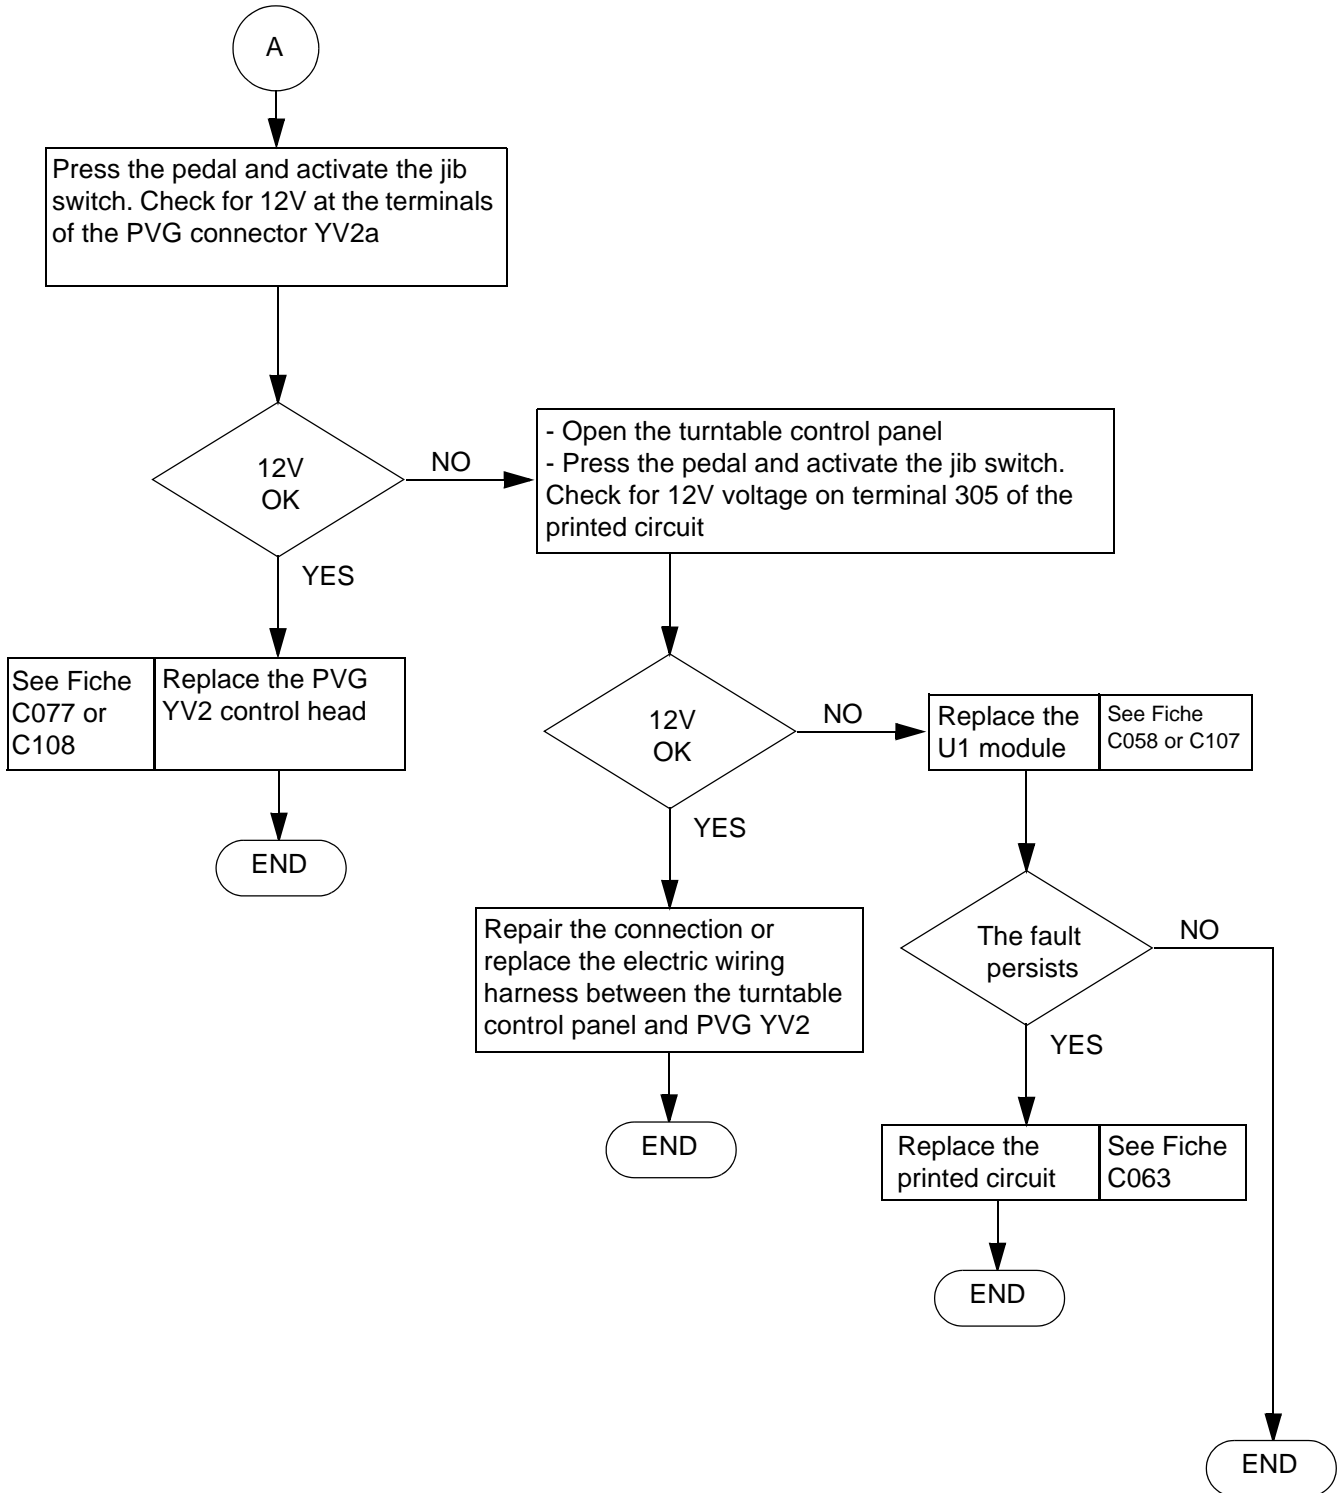 A
Press the pedal and activate the jib
switch. Check for 12V at the terminals
of the PVG connector YV2a
12V
OK
NO
YES
- Open the turntable control panel
- Press the pedal and activate the jib switch.
Check for 12V voltage on terminal 305 of the
printed circuit
See Fiche
C077 or
C108
Replace the PVG
YV2 control head
END
12V
OK
NO
YES
Replace the
U1 module
See Fiche
C058 or C107
Repair the connection or
replace the electric wiring
harness between the turntable
control panel and PVG YV2
END
The fault
persists
NO
YES
Replace the
printed circuit
See Fiche
C063
END
END